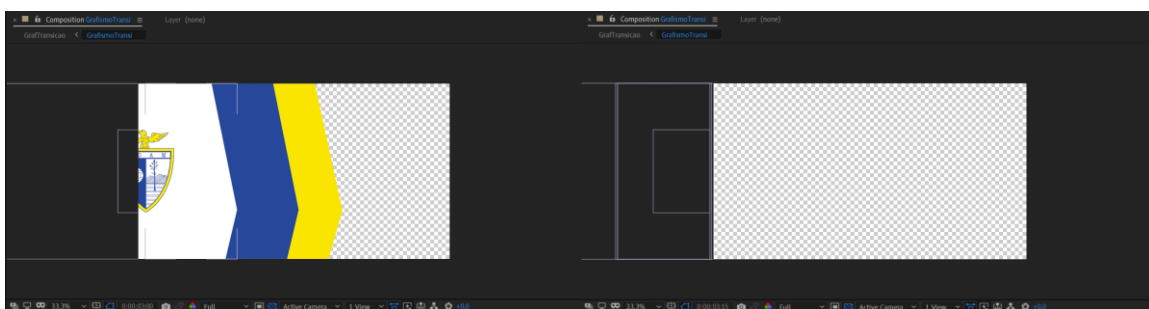 × Composition GrafismoTransi ≡ Layer (none)
GrafTransicao < GrafismoTransi
33.3% 0:00:03:00 Full Active Camera 1 View +0.0
× Composition GrafismoTransi ≡ Layer (none)
GrafTransicao < GrafismoTransi
33.3% 0:00:03:15 Full Active Camera 1 View +0.0